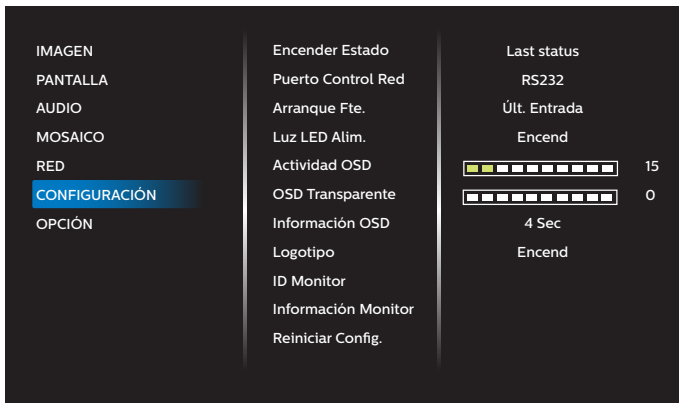 IMAGEN
PANTALLA
AUDIO
MOSAICO
RED
CONFIGURACIÓN
OPCIÓN
Encender Estado Last status
Puerto Control Red RS232
Arranque Fte. Últ. Entrada
Luz LED Alim. Encend
Actividad OSD 15
OSD Transparente 0
Información OSD 4 Sec
Logotipo Encend
ID Monitor
Información Monitor
Reiniciar Config.